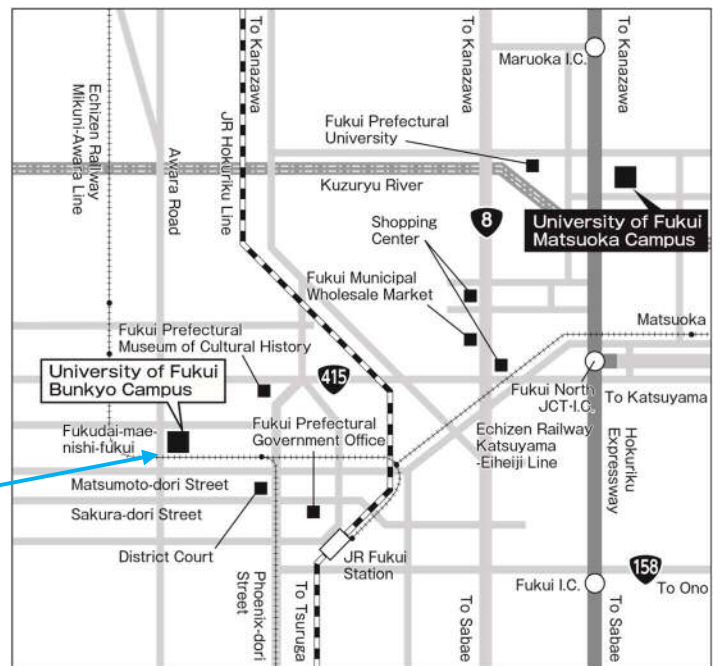 To Kanazawa
To Kanazawa
To Kanazawa
Maruoka I.C.
Echizen Railway
Mikuni-Awara Line
Awara Road
JR Hokuriku Line
Fukui Prefectural
University
Kuzuryu River
8
University of Fukui
Matsuoka Campus
Shopping
Center
Fukui Municipal
Wholesale Market
Matsuoka
Fukui Prefectural
Museum of Cultural History
University of Fukui
Bunkyo Campus
415
Fukui North
JCT-I.C.
To Katsuyama
Fukudai-mae-
nishi-fukui
Fukui Prefectural
Government Office
Echizen Railway
Katsuyama
-Eiheiji Line
Hokuriku
Expressway
Matsumoto-dori Street
Sakura-dori Street
District Court
Phoenix-dori
Street
JR Fukui
Station
To Tsuruga
To Sabae
Fukui I.C.
158
To Ono
To Sabae